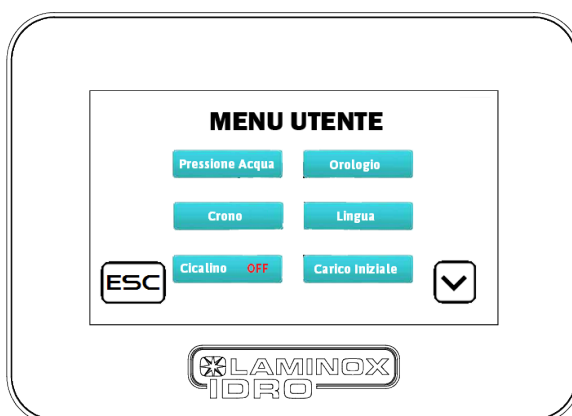 MENU UTENTE
Pressione Acqua
Orologio
Crono
Lingua
Cicalino OFF
Carico Iniziale
ESC
LAMINOX
IDRO